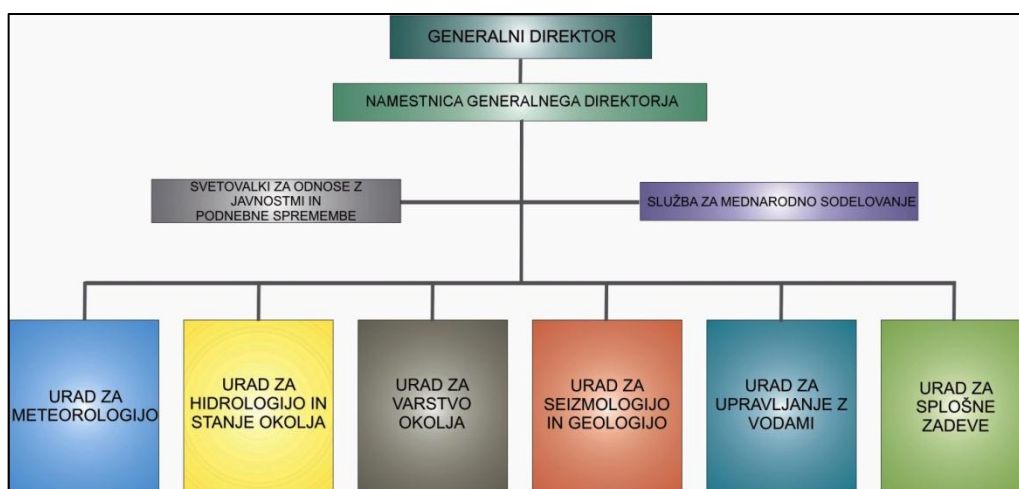 GENERALNI DIREKTOR
NAMESTNICA GENERALNEGA DIREKTORJA
SVETOVALKI ZA ODNOSE Z
JAVNOSTMI IN
PODNEBNE SPREMEMBE
SLUŽBA ZA MEDNARODNO SODELOVANJE
URAD ZA
METEOROLOGIJO
URAD ZA
HIDROLOGIJO IN
STANJE OKOLJA
URAD ZA
VARSTVO
OKOLJA
URAD ZA
SEIZMOLOGIJO
IN GEOLOGIJO
URAD ZA
UPRAVLJANJE Z
VODAMI
URAD ZA
SPLOŠNE
ZADEVE